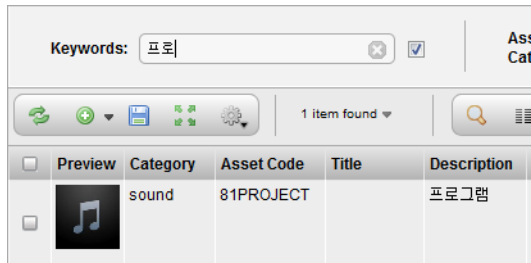 Ass
Keywords: 프로
Cat
1 item found
Preview Category Asset Code Title Description
sound 81PROJECT 프로그램